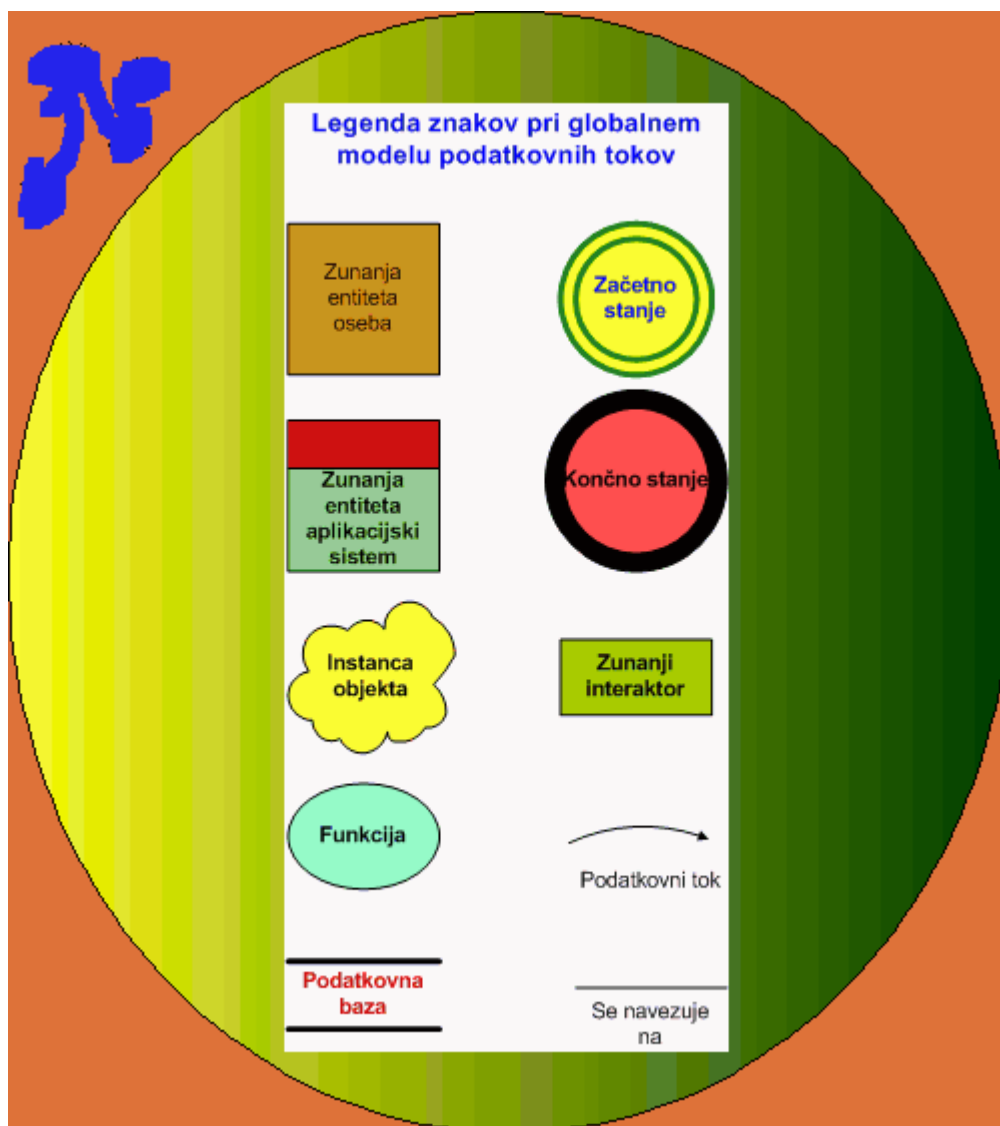 Legenda znakov pri globalnem
modelu podatkovnih tokov
Zunanja
entiteta
oseba
Začetno
stanje
Zunanja
entiteta
aplikacijski
sistem
Končno stanje
Instanca
objekta
Zunanji
interaktor
Funkcija
Podatkovni tok
Podatkovna
baza
Se navezuje
na